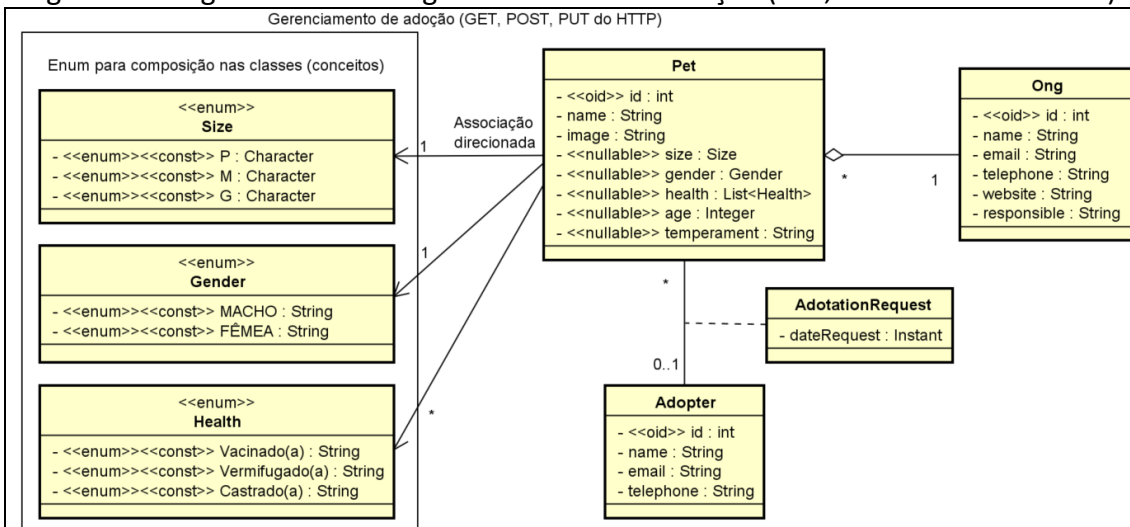 Gerenciamento de adoção (GET, POST, PUT do HTTP)
Enum para composição nas classes (conceitos)
<<enum>>
Size
- <<enum>><<const>> P : Character
- <<enum>><<const>> M : Character
- <<enum>><<const>> G : Character
<<enum>>
Gender
- <<enum>><<const>> MACHO : String
- <<enum>><<const>> FÊMEA : String
<<enum>>
Health
- <<enum>><<const>> Vacinado(a) : String
- <<enum>><<const>> Vermifugado(a) : String
- <<enum>><<const>> Castrado(a) : String
Associação
direcionada
1
1
*
Pet
- <<oid>> id : int
- name : String
- image : String
- <<nullable>> size : Size
- <<nullable>> gender : Gender
- <<nullable>> health : List<Health>
- <<nullable>> age : Integer
- <<nullable>> temperament : String
*
1
Ong
- <<oid>> id : int
- name : String
- email : String
- telephone : String
- website : String
- responsible : String
*
0..1
AdotationRequest
- dateRequest : Instant
Adopter
- <<oid>> id : int
- name : String
- email : String
- telephone : String